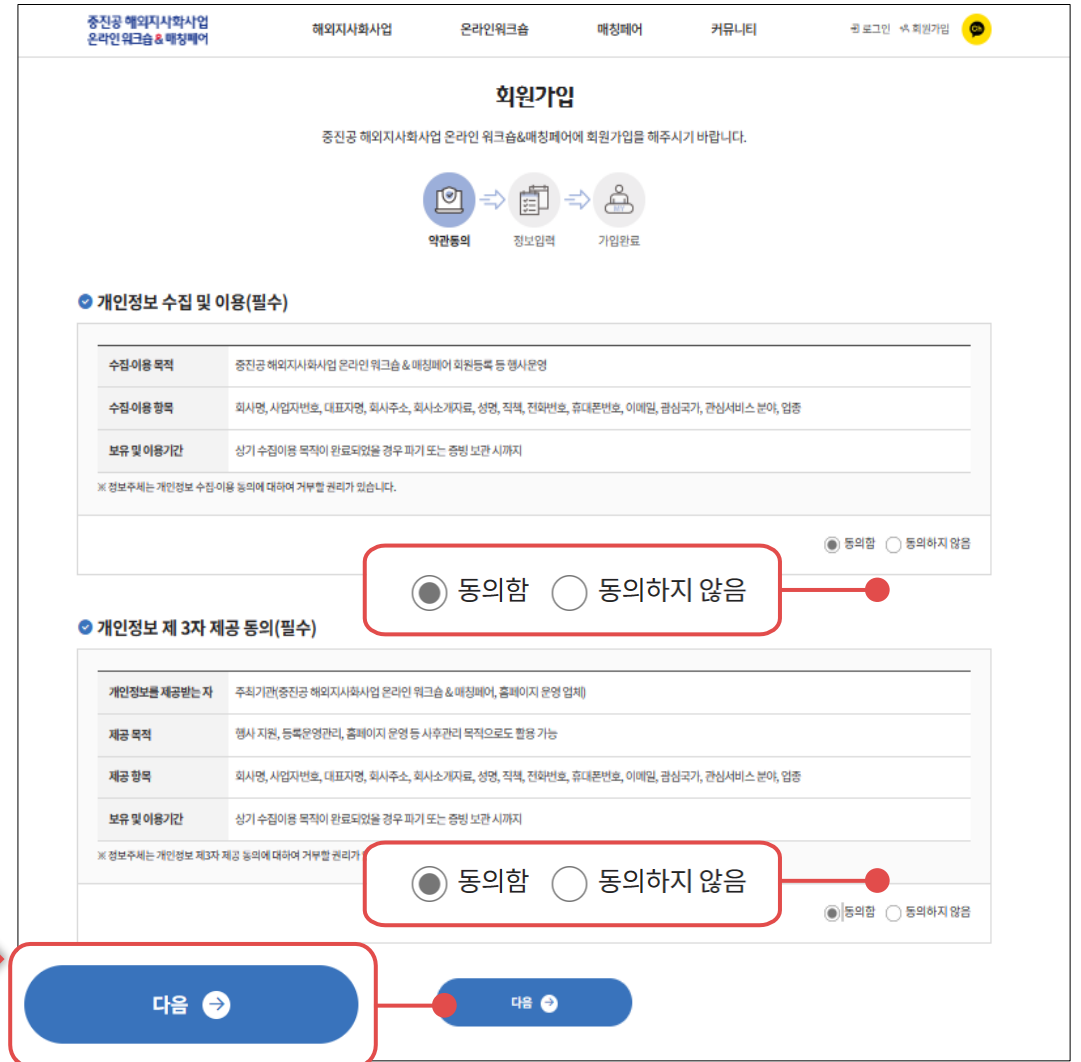 중진공 해외지사화사업
온라인 워크숍 & 매칭페어
해외지사화사업
온라인워크숍
매칭페어
커뮤니티
로그인
회원가입
회원가입
중진공 해외지사화사업 온라인 워크숍&매칭페어에 회원가입을 해주시기 바랍니다.
MY
약관동의
정보입력
가입완료
개인정보 수집 및 이용(필수)
수집·이용 목적
중진공 해외지사화사업 온라인 워크숍 & 매칭페어 회원등록 등 행사운영
수집·이용 항목
회사명, 사업자번호, 대표자명, 회사주소, 회사소개자료, 성명, 직책, 전화번호, 휴대폰번호, 이메일, 괌심국가, 관심서비스 분야, 업종
보유 및 이용기간
상기 수집이용 목적이 완료되었을 경우 파기 또는 증빙 보관 시까지
※ 정보주체는 개인정보 수집·이용 동의에 대하여 거부할 권리가 있습니다.
동의함 동의하지 않음
동의함 동의하지 않음
개인정보 제 3자 제공 동의(필수)
개인정보를 제공받는 자
주최기관(중진공 해외지사화사업 온라인 워크숍 & 매칭페어, 홈페이지 운영 업체)
제공 목적
행사 지원, 등록운영관리, 홈페이지 운영 등 사후관리 목적으로도 활용 가능
제공 항목
회사명, 사업자번호, 대표자명, 회사주소, 회사소개자료, 성명, 직책, 전화번호, 휴대폰번호, 이메일, 괌심국가, 관심서비스 분야, 업종
보유 및 이용기간
상기 수집이용 목적이 완료되었을 경우 파기 또는 증빙 보관 시까지
※ 정보주체는 개인정보 제3자 제공 동의에 대하여 거부할 권리가
동의함 동의하지 않음
동의함 동의하지 않음
다음
다음